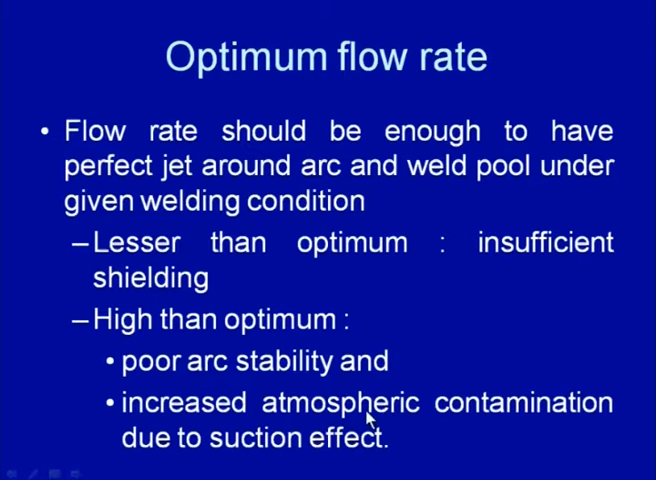 Optimum flow rate
• Flow rate should be enough to have
perfect jet around arc and weld pool under
given welding condition
–Lesser than optimum : insufficient
shielding
–High than optimum :
• poor arc stability and
• increased atmospheric contamination
due to suction effect.